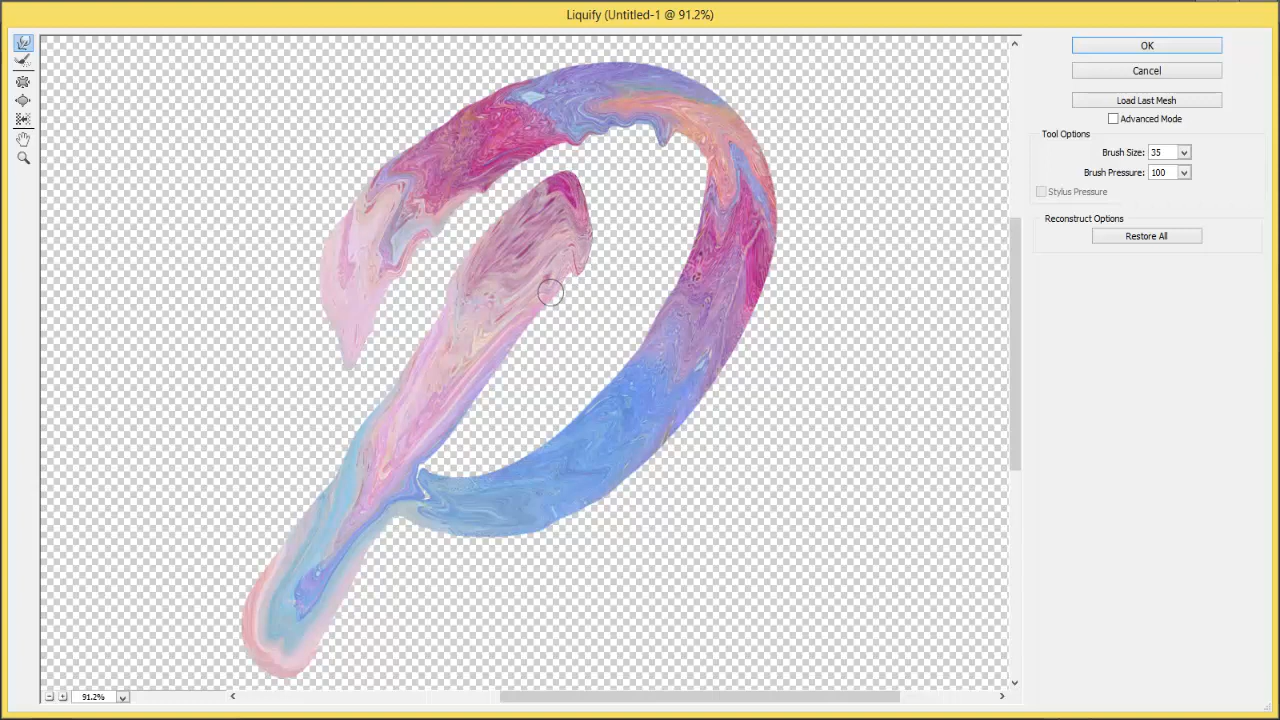 Liquify (Untitled-1 @ 91.2%)
OK
Cancel
Load Last Mesh
Advanced Mode
Tool Options
Brush Size: 35
Brush Pressure: 100
Stylus Pressure
Reconstruct Options
Restore All
91.2%